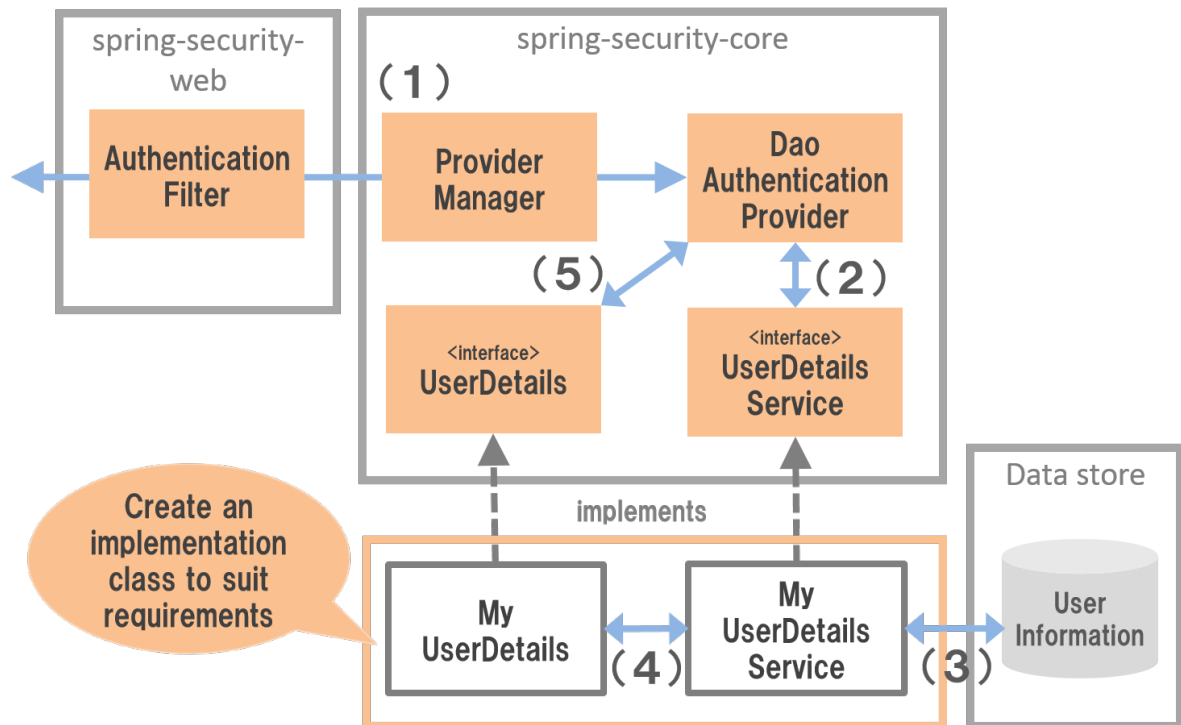 spring-security-
web
Authentication
Filter
spring-security-core
(1)
Provider
Manager
Dao
Authentication
Provider
(5)
(2)
<interface>
UserDetails
<interface>
UserDetails
Service
implements
Create an
implementation
class to suit
requirements
My
UserDetails
(4)
My
UserDetails
Service
(3)
Data store
User
Information